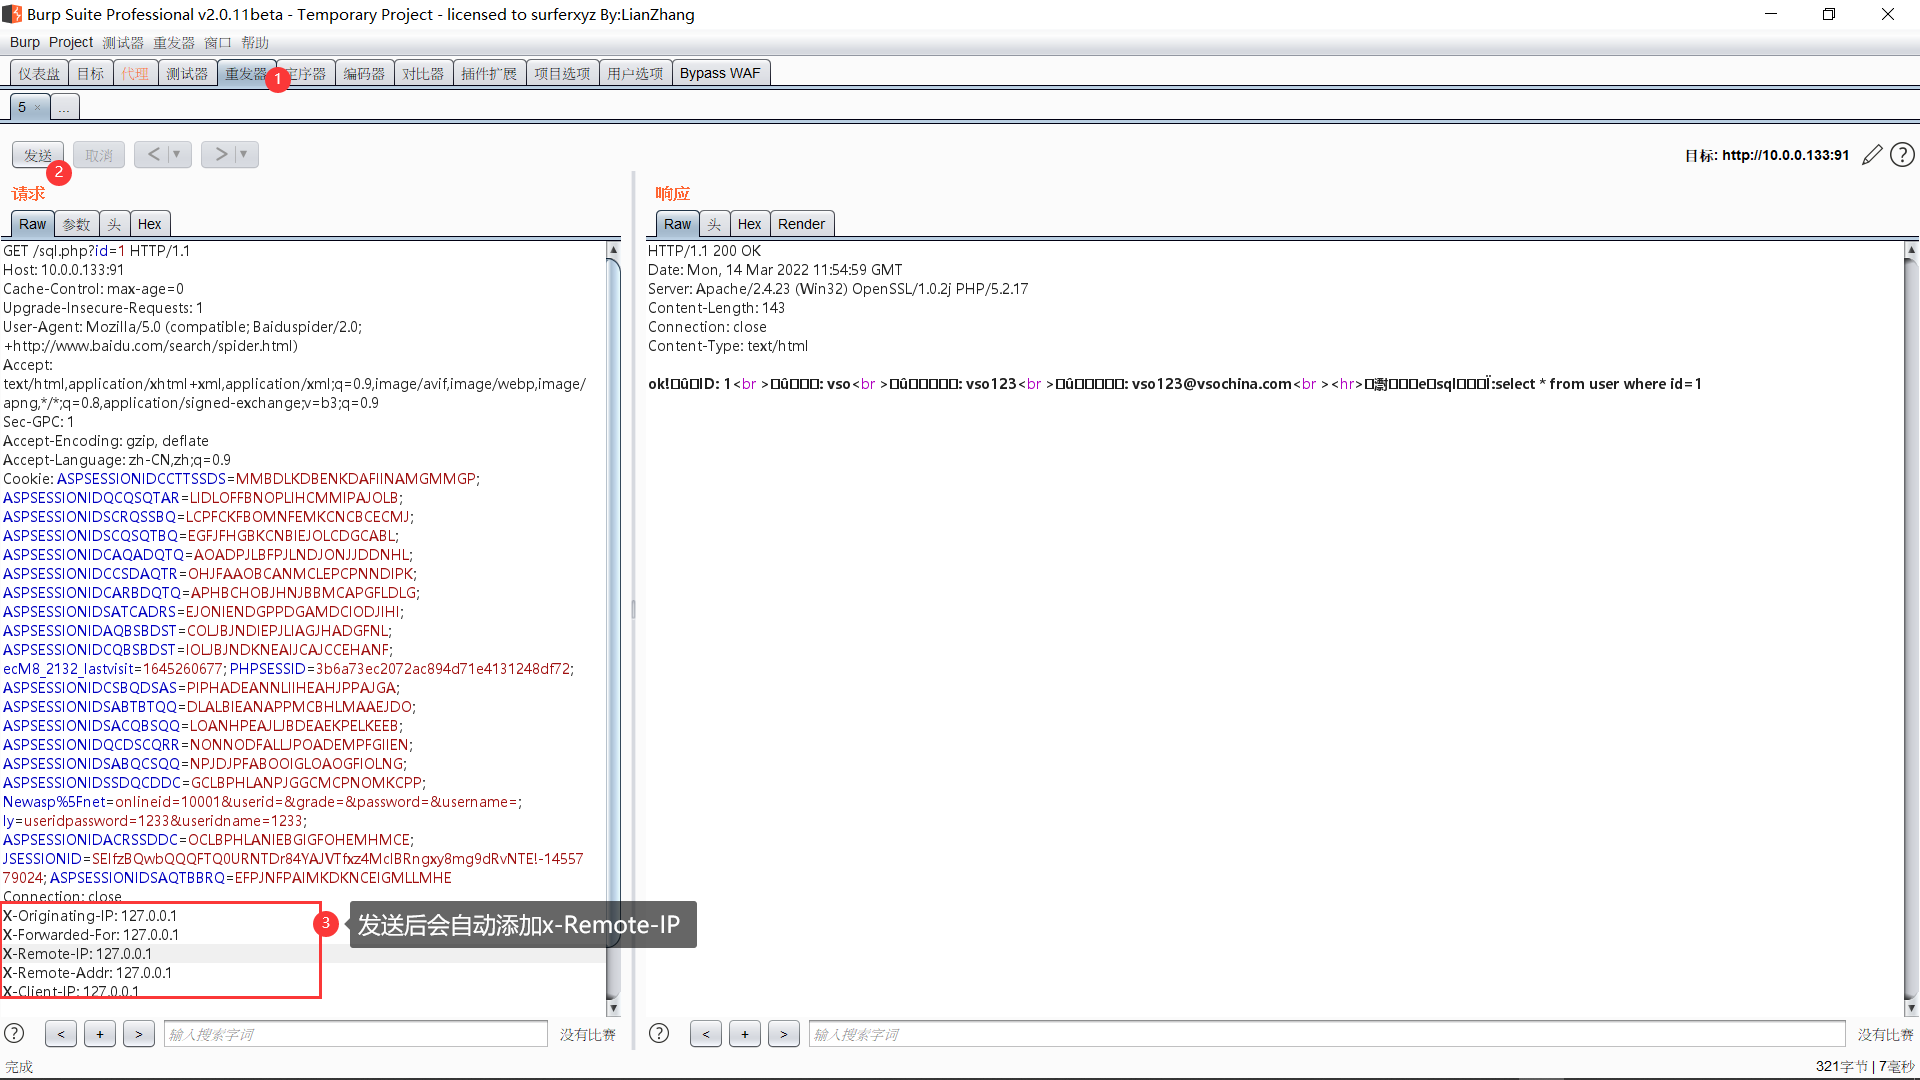 Burp Suite Professional v2.0.11beta - Temporary Project - licensed to surferxyz By:LianZhang
Burp Project 测试器 重发器 窗口 帮助
仪表盘 目标 代理 测试器 重发器 1 定序器 编码器 对比器 插件扩展 项目选项 用户选项 Bypass WAF
5 × ...
发送 取消 < ▼ > ▼ 目标: http://10.0.0.133:91
2
请求
Raw 参数 头 Hex
GET /sql.php?id=1 HTTP/1.1
Host: 10.0.0.133:91
Cache-Control: max-age=0
Upgrade-Insecure-Requests: 1
User-Agent: Mozilla/5.0 (compatible; Baiduspider/2.0;
+http://www.baidu.com/search/spider.html)
Accept:
text/html,application/xhtml+xml,application/xml;q=0.9,image/avif,image/webp,image/
apng,*/*;q=0.8,application/signed-exchange;v=b3;q=0.9
Sec-GPC: 1
Accept-Encoding: gzip, deflate
Accept-Language: zh-CN,zh;q=0.9
Cookie: ASPSESSIONIDCCTTSSDS=MMBDLKDBENKDAFIINAMGMMGP;
ASPSESSIONIDQCQSQTAR=LIDLOFFBNOPLIHCMMIPAJOLB;
ASPSESSIONIDSCRQSSBQ=LCPFCKFBOMNFEMKCNCBCECMJ;
ASPSESSIONIDSCQSQTBQ=EGFJFHGBKCNBIEJOLCDGCABL;
ASPSESSIONIDCAQADQTQ=AOADPJLBFPJLNDJONJJDDNHL;
ASPSESSIONIDCCSDAQTR=OHJFAAOBCANMCLEPCPNNDIPK;
ASPSESSIONIDCARBDQTQ=APHBCHOBJHNJBBMCAPGFLDLG;
ASPSESSIONIDSATCADRS=EJONIENDGPPDGAMDCIODJIHI;
ASPSESSIONIDAQBSBDST=COLJBJNDIEPJLIAGJHADGFNL;
ASPSESSIONIDCQBSBDST=IOLJBJNDKNEAIJCAJCCEHANF;
ecM8_2132_lastvisit=1645260677; PHPSESSID=3b6a73ec2072ac894d71e4131248df72;
ASPSESSIONIDCSBQDSAS=PIPHADEANNLIIHEAHJPPAJGA;
ASPSESSIONIDSABTBTQQ=DLALBIEANAPPMCBHLMAAEJDO;
ASPSESSIONIDSACQBSQQ=LOANHPEAJLJBDEAEKPELKEEB;
ASPSESSIONIDQCDSCQRR=NONNODFALLJPOADEMPFGIIEN;
ASPSESSIONIDSABQCSQQ=NPJDJPFABOOIGLOAOGFIOLNG;
ASPSESSIONIDSSDQCDDC=GCLBPHLANPJGGCMCPNOMKCPP;
Newasp%5Fnet=onlineid=10001&userid=&grade=&password=&username=;
ly=useridpassword=1233&useridname=1233;
ASPSESSIONIDACRSSDDC=OCLBPHLANIEBGIGFOHEMHMCE;
JSESSIONID=SEIfzBQwbQQQFTQ0URNTDr84YAJVTfxz4MclBRngxy8mg9dRvNTE!-14557
79024; ASPSESSIONIDSAQTBBRQ=EFPJNFPAIMKDKNCEIGMLLMHE
Connection: close
X-Originating-IP: 127.0.0.1
X-Forwarded-For: 127.0.0.1
X-Remote-IP: 127.0.0.1
X-Remote-Addr: 127.0.0.1
X-Client-IP: 127.0.0.1
3 发送后会自动添加x-Remote-IP
? < + > 输入搜索字词 没有比赛
响应
Raw 头 Hex Render
HTTP/1.1 200 OK
Date: Mon, 14 Mar 2022 11:54:59 GMT
Server: Apache/2.4.23 (Win32) OpenSSL/1.0.2j PHP/5.2.17
Content-Length: 143
Connection: close
Content-Type: text/html
ok!□û□ID: 1<br >□û□□□□: vso<br >□û□□□□□: vso123<br >□û□□□□□: vso123@vsochina.com<br ><hr>□□□□e□sql□□□Ï:select * from user where id=1
? < + > 输入搜索字词 没有比赛
完成 321字节 | 7毫秒